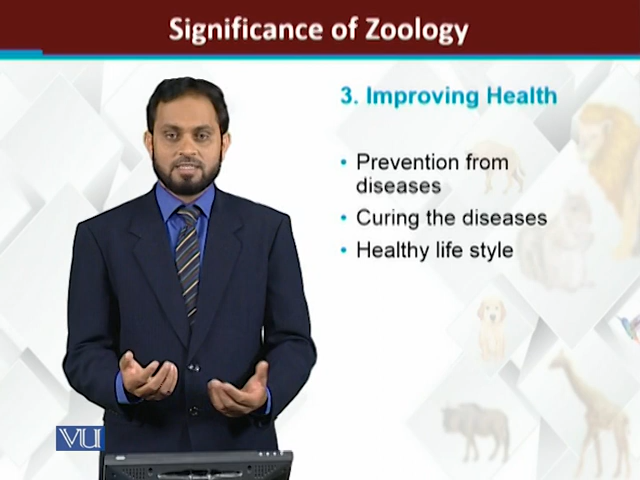 Significance of Zoology
3. Improving Health
• Prevention from
diseases
• Curing the diseases
• Healthy life style
VU